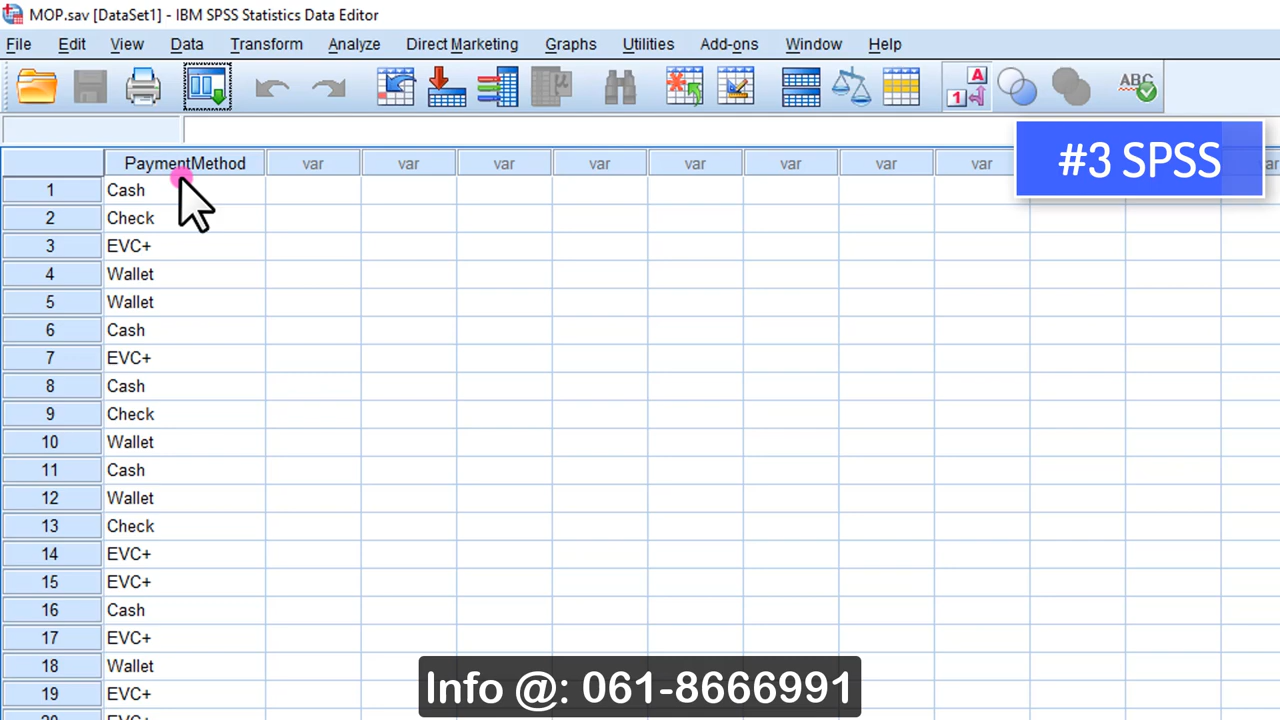 MOP.sav [DataSet1] - IBM SPSS Statistics Data Editor
File Edit View Data Transform Analyze Direct Marketing Graphs Utilities Add-ons Window Help
A
1
ABC
#3 SPSS
PaymentMethod var var var var var var var var var
1 Cash
2 Check
3 EVC+
4 Wallet
5 Wallet
6 Cash
7 EVC+
8 Cash
9 Check
10 Wallet
11 Cash
12 Wallet
13 Check
14 EVC+
15 EVC+
16 Cash
17 EVC+
18 Wallet
19 EVC+
Info @: 061-8666991